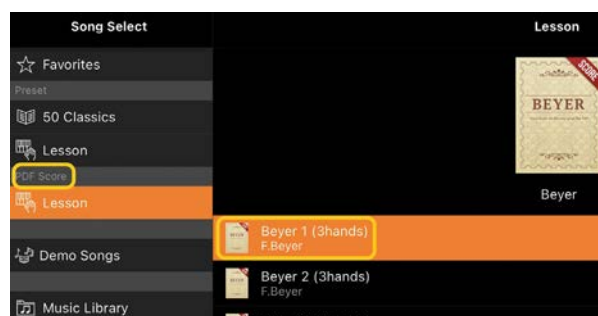 Song Select
Favorites
Preset
50 Classics
Lesson
PDF Score
Lesson
Demo Songs
Music Library
Lesson
SCORE
BEYER
Beyer
Beyer 1 (3hands)
F.Beyer
Beyer 2 (3hands)
F.Beyer